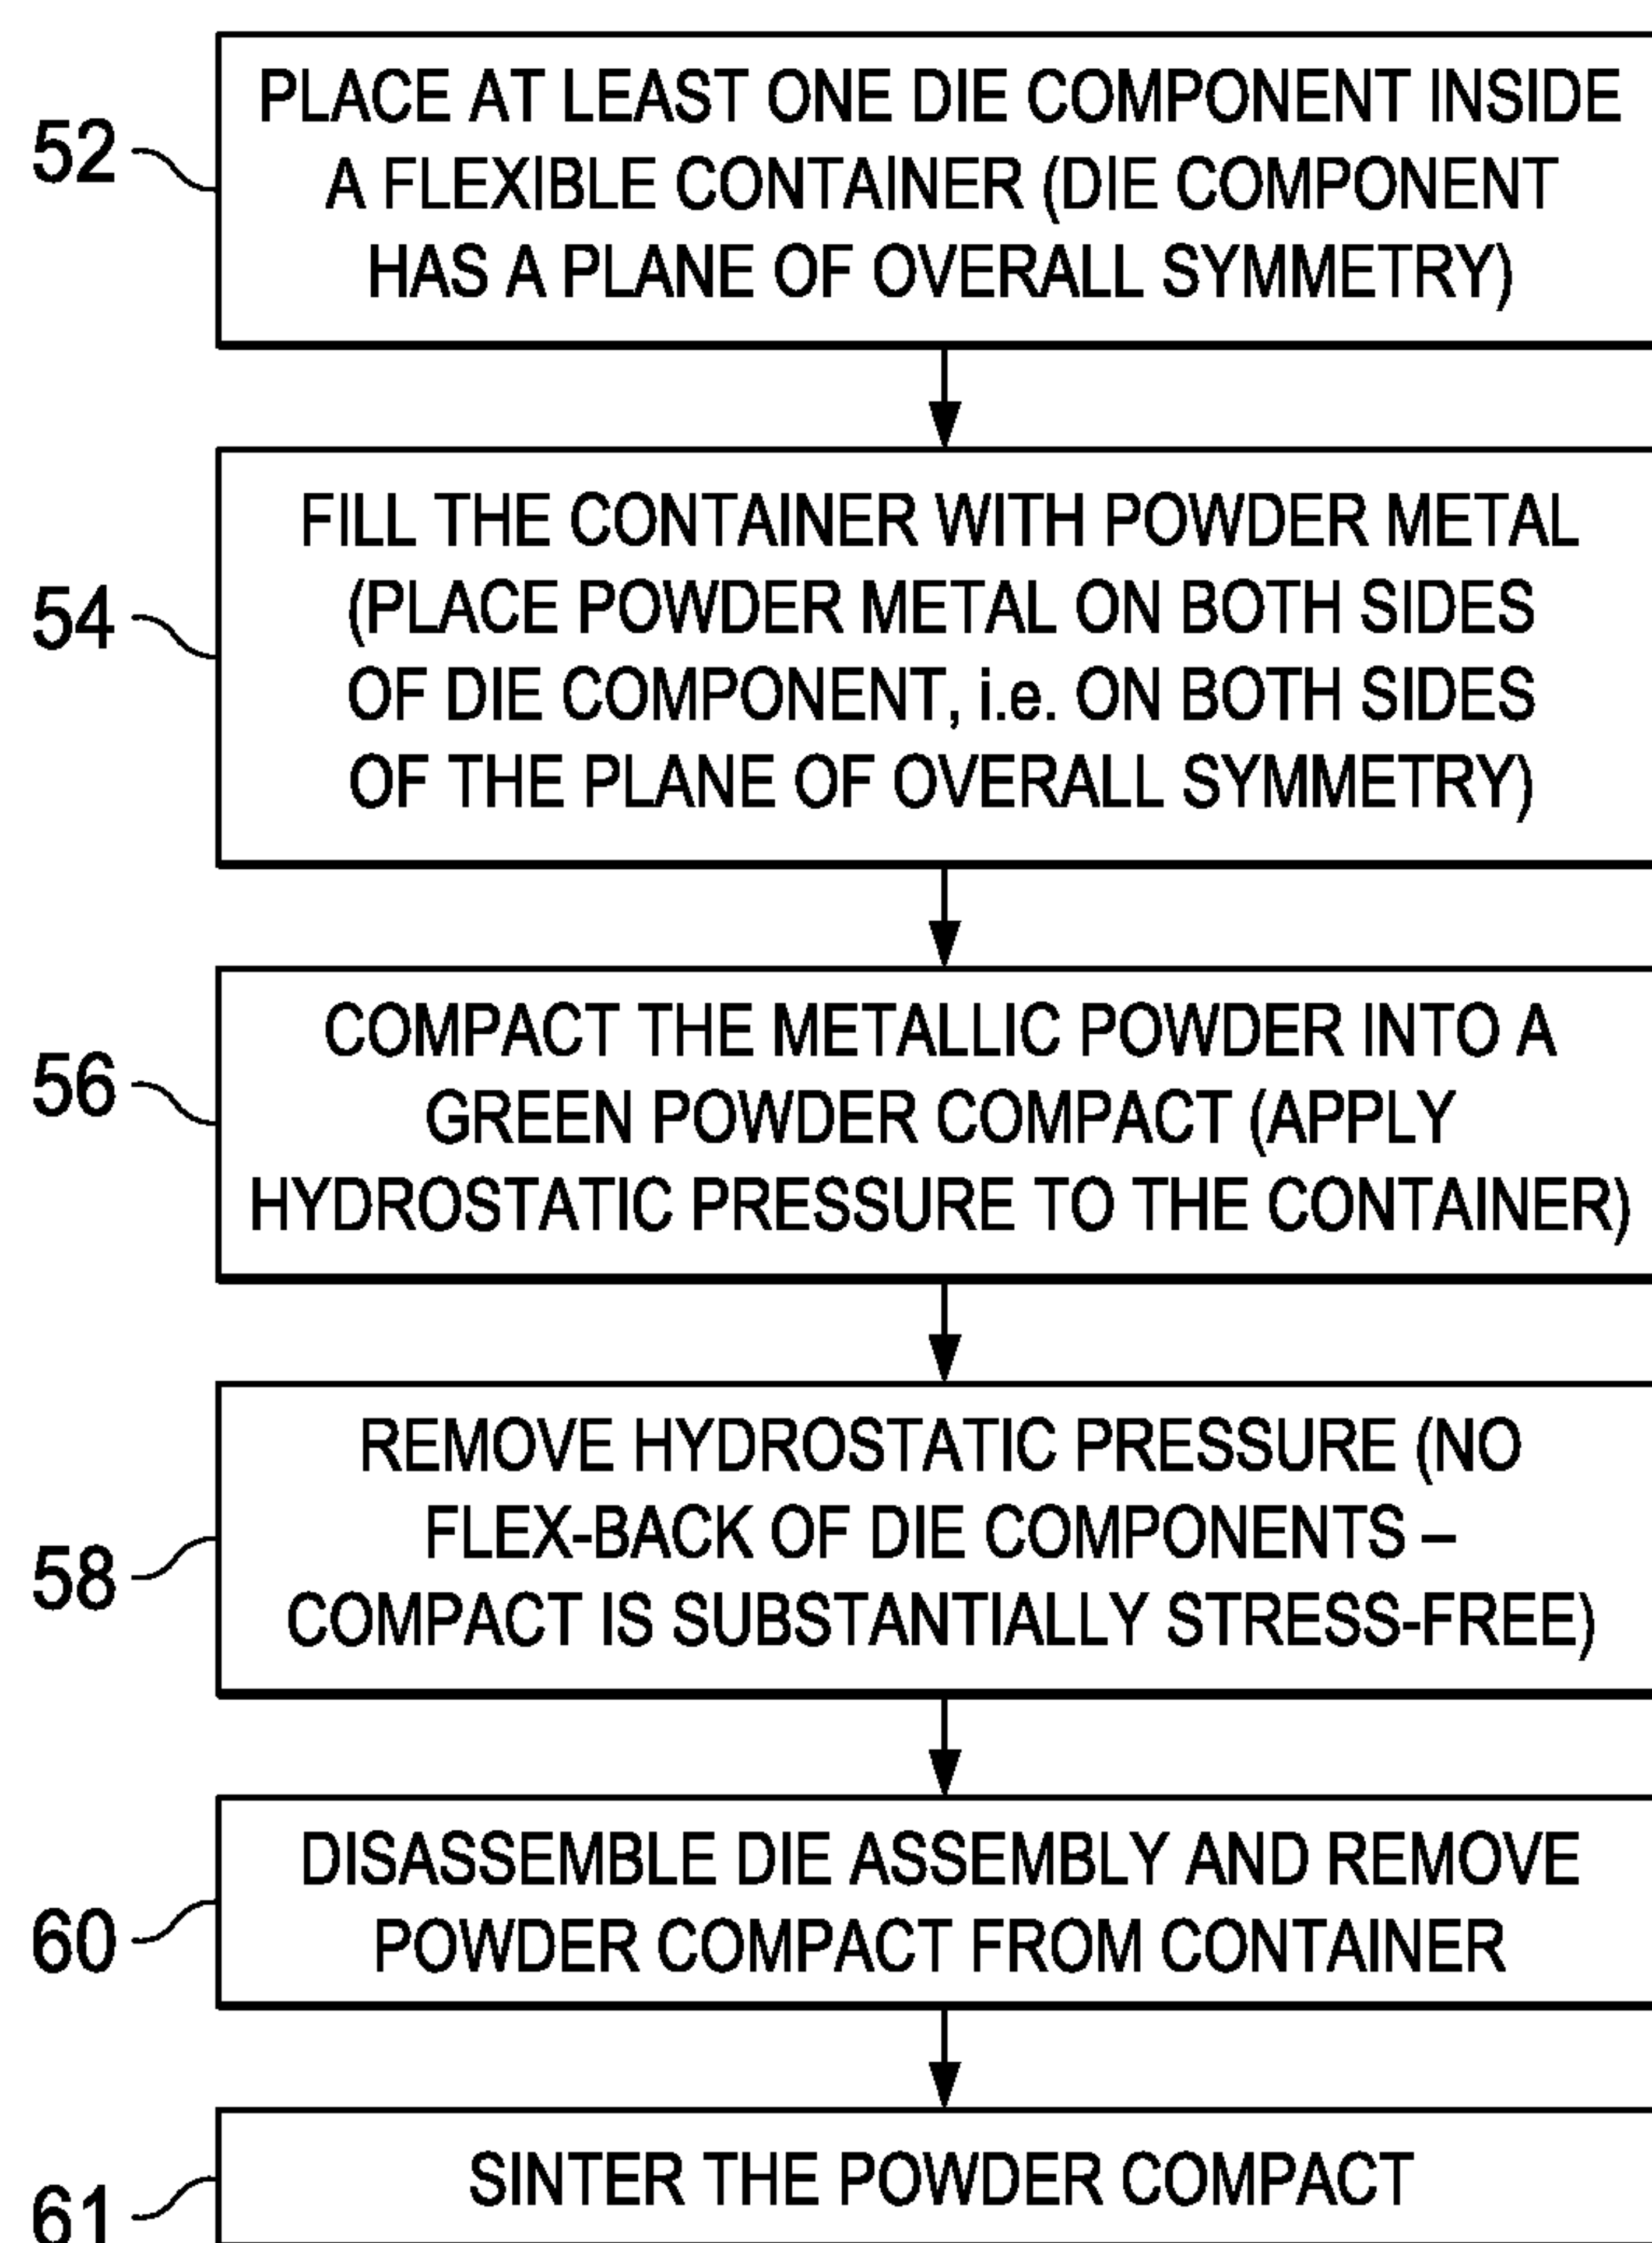 52
PLACE AT LEAST ONE DIE COMPONENT INSIDE
A FLEXIBLE CONTAINER (DIE COMPONENT
HAS A PLANE OF OVERALL SYMMETRY)
54
FILL THE CONTAINER WITH POWDER METAL
(PLACE POWDER METAL ON BOTH SIDES
OF DIE COMPONENT, i.e. ON BOTH SIDES
OF THE PLANE OF OVERALL SYMMETRY)
56
COMPACT THE METALLIC POWDER INTO A
GREEN POWDER COMPACT (APPLY
HYDROSTATIC PRESSURE TO THE CONTAINER)
58
REMOVE HYDROSTATIC PRESSURE (NO
FLEX-BACK OF DIE COMPONENTS –
COMPACT IS SUBSTANTIALLY STRESS-FREE)
60
DISASSEMBLE DIE ASSEMBLY AND REMOVE
POWDER COMPACT FROM CONTAINER
61
SINTER THE POWDER COMPACT